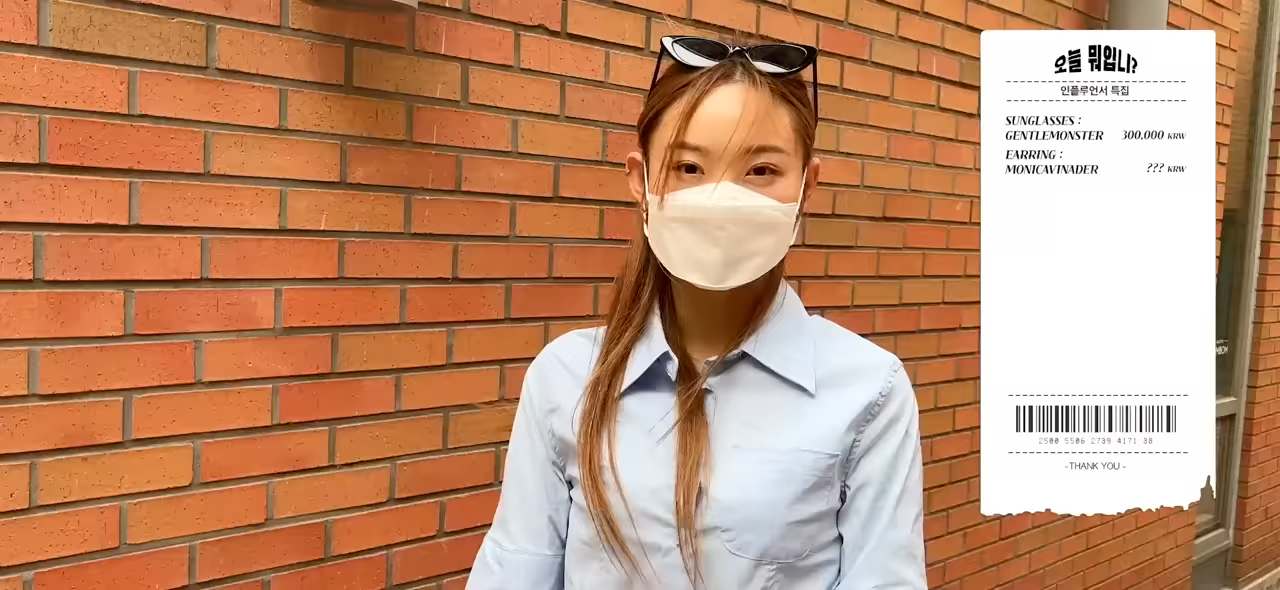 오늘 뭐입니?
인플루언서 특집
SUNGLASSES :
GENTLEMONSTER 300,000 KRW
EARRING :
MONICAVINADER ??? KRW
2500 5506 2739 4171 38
-THANK YOU -